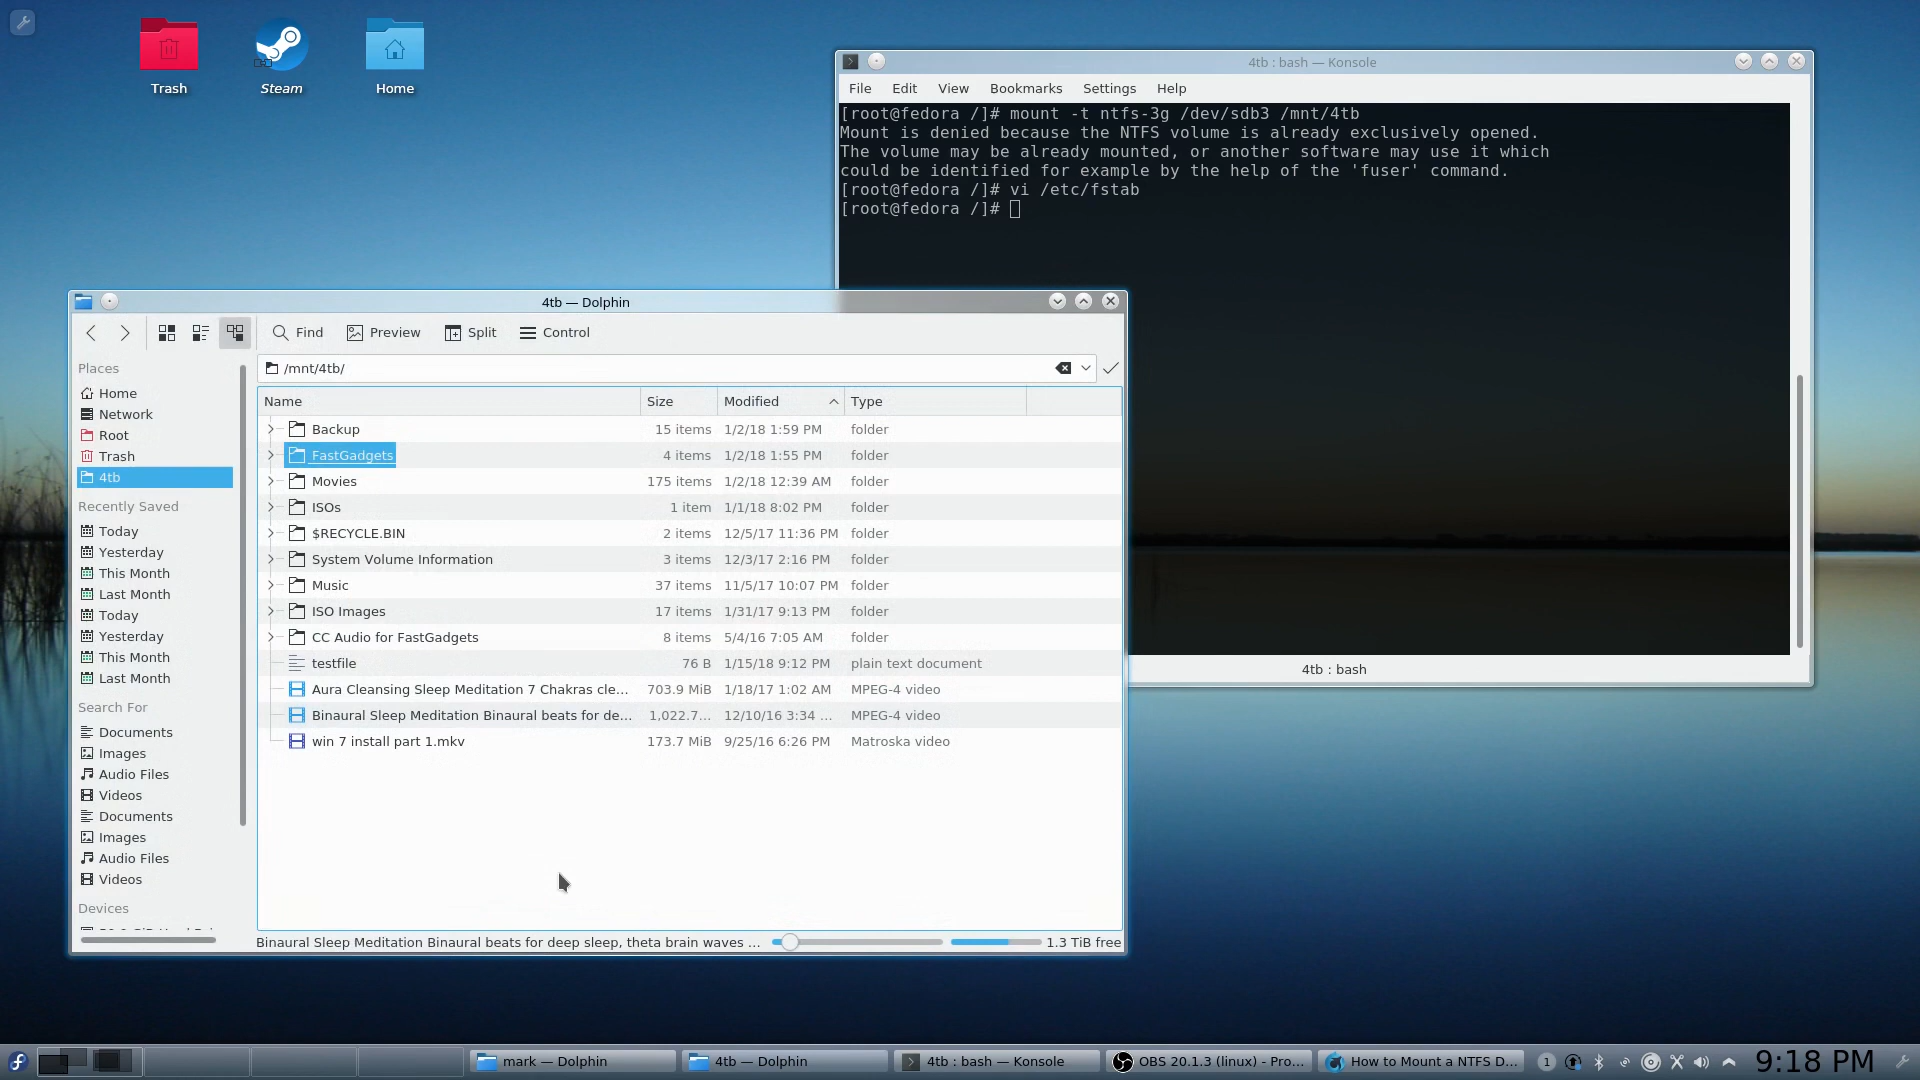 Trash
Steam
Home
4tb : bash — Konsole
File Edit View Bookmarks Settings Help
[root@fedora /]# mount -t ntfs-3g /dev/sdb3 /mnt/4tb
Mount is denied because the NTFS volume is already exclusively opened.
The volume may be already mounted, or another software may use it which
could be identified for example by the help of the 'fuser' command.
[root@fedora /]# vi /etc/fstab
[root@fedora /]#
4tb : bash
4tb — Dolphin
Find Preview Split Control
Places
Home
Network
Root
Trash
4tb
Recently Saved
Today
Yesterday
This Month
Last Month
Today
Yesterday
This Month
Last Month
Search For
Documents
Images
Audio Files
Videos
Documents
Images
Audio Files
Videos
Devices
/mnt/4tb/
Name Size Modified Type
Backup 15 items 1/2/18 1:59 PM folder
FastGadgets 4 items 1/2/18 1:55 PM folder
Movies 175 items 1/2/18 12:39 AM folder
ISOs 1 item 1/1/18 8:02 PM folder
$RECYCLE.BIN 2 items 12/5/17 11:36 PM folder
System Volume Information 3 items 12/3/17 2:16 PM folder
Music 37 items 11/5/17 10:07 PM folder
ISO Images 17 items 1/31/17 9:13 PM folder
CC Audio for FastGadgets 8 items 5/4/16 7:05 AM folder
testfile 76 B 1/15/18 9:12 PM plain text document
Aura Cleansing Sleep Meditation 7 Chakras cle... 703.9 MiB 1/18/17 1:02 AM MPEG-4 video
Binaural Sleep Meditation Binaural beats for de... 1,022.7... 12/10/16 3:34 ... MPEG-4 video
win 7 install part 1.mkv 173.7 MiB 9/25/16 6:26 PM Matroska video
Binaural Sleep Meditation Binaural beats for deep sleep, theta brain waves ... 1.3 TiB free
mark — Dolphin 4tb — Dolphin 4tb : bash — Konsole OBS 20.1.3 (linux) - Pro... How to Mount a NTFS D... 1 9:18 PM